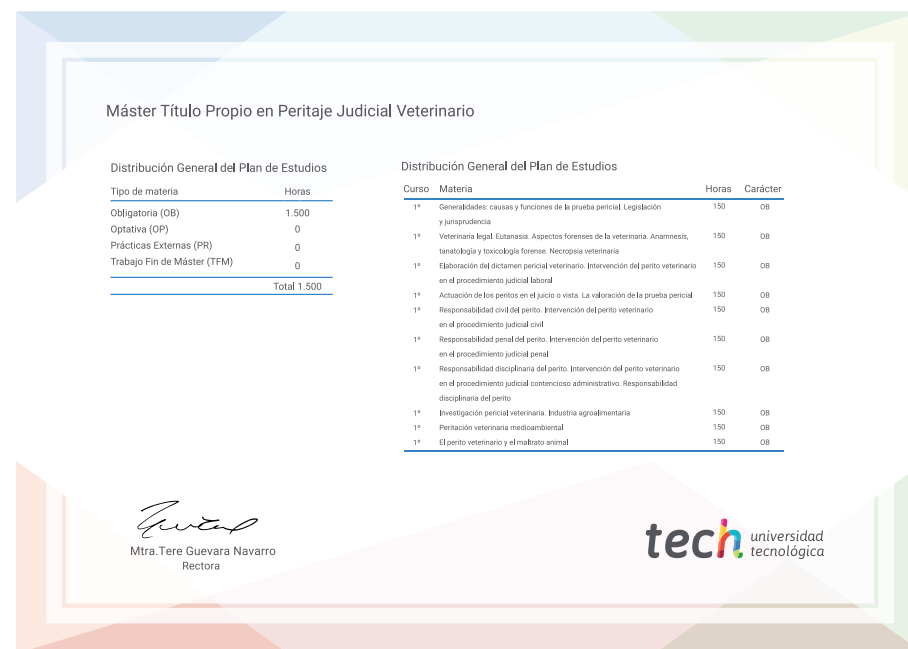 Máster Título Propio en Peritaje Judicial Veterinario
Distribución General del Plan de Estudios
Tipo de materia Horas
Obligatoria (OB) 1.500
Optativa (OP) 0
Prácticas Externas (PR) 0
Trabajo Fin de Máster (TFM) 0
Total 1.500
Distribución General del Plan de Estudios
Curso Materia Horas Carácter
1º Generalidades: causas y funciones de la prueba pericial. Legislación 150 OB
y jurisprudencia
1º Veterinaria legal. Eutanasia. Aspectos forenses de la veterinaria. Anamnesis, 150 OB
tanatología y toxicología forense. Necropsia veterinaria
1º Elaboración del dictamen pericial veterinario. Intervención del perito veterinario 150 OB
en el procedimiento judicial laboral
1º Actuación de los peritos en el juicio o vista. La valoración de la prueba pericial 150 OB
1º Responsabilidad civil del perito. Intervención del perito veterinario 150 OB
en el procedimiento judicial civil
1º Responsabilidad penal del perito. Intervención del perito veterinario 150 OB
en el procedimiento judicial penal
1º Responsabilidad disciplinaria del perito. Intervención del perito veterinario 150 OB
en el procedimiento judicial contencioso administrativo. Responsabilidad
disciplinaria del perito
1º Investigación pericial veterinaria. Industria agroalimentaria 150 OB
1º Peritación veterinaria medioambiental 150 OB
1º El perito veterinario y el maltrato animal 150 OB
Mtra.Tere Guevara Navarro
Rectora
tech universidad
tecnológica